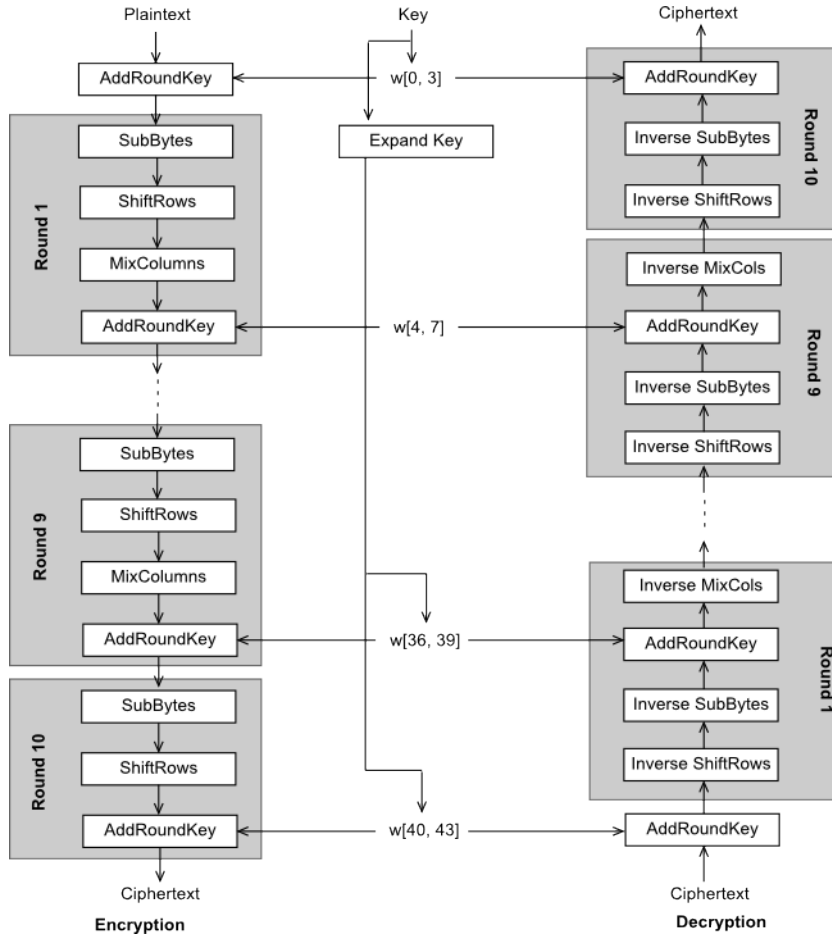 Plaintext
AddRoundKey
Round 1
SubBytes
ShiftRows
MixColumns
AddRoundKey
Round 9
SubBytes
ShiftRows
MixColumns
AddRoundKey
Round 10
SubBytes
ShiftRows
AddRoundKey
Ciphertext
Encryption
Key
w[0, 3]
Expand Key
w[4, 7]
w[36, 39]
w[40, 43]
Ciphertext
AddRoundKey
Inverse SubBytes
Inverse ShiftRows
Round 10
Inverse MixCols
AddRoundKey
Inverse SubBytes
Inverse ShiftRows
Round 9
Inverse MixCols
AddRoundKey
Inverse SubBytes
Inverse ShiftRows
Round 1
AddRoundKey
Ciphertext
Decryption